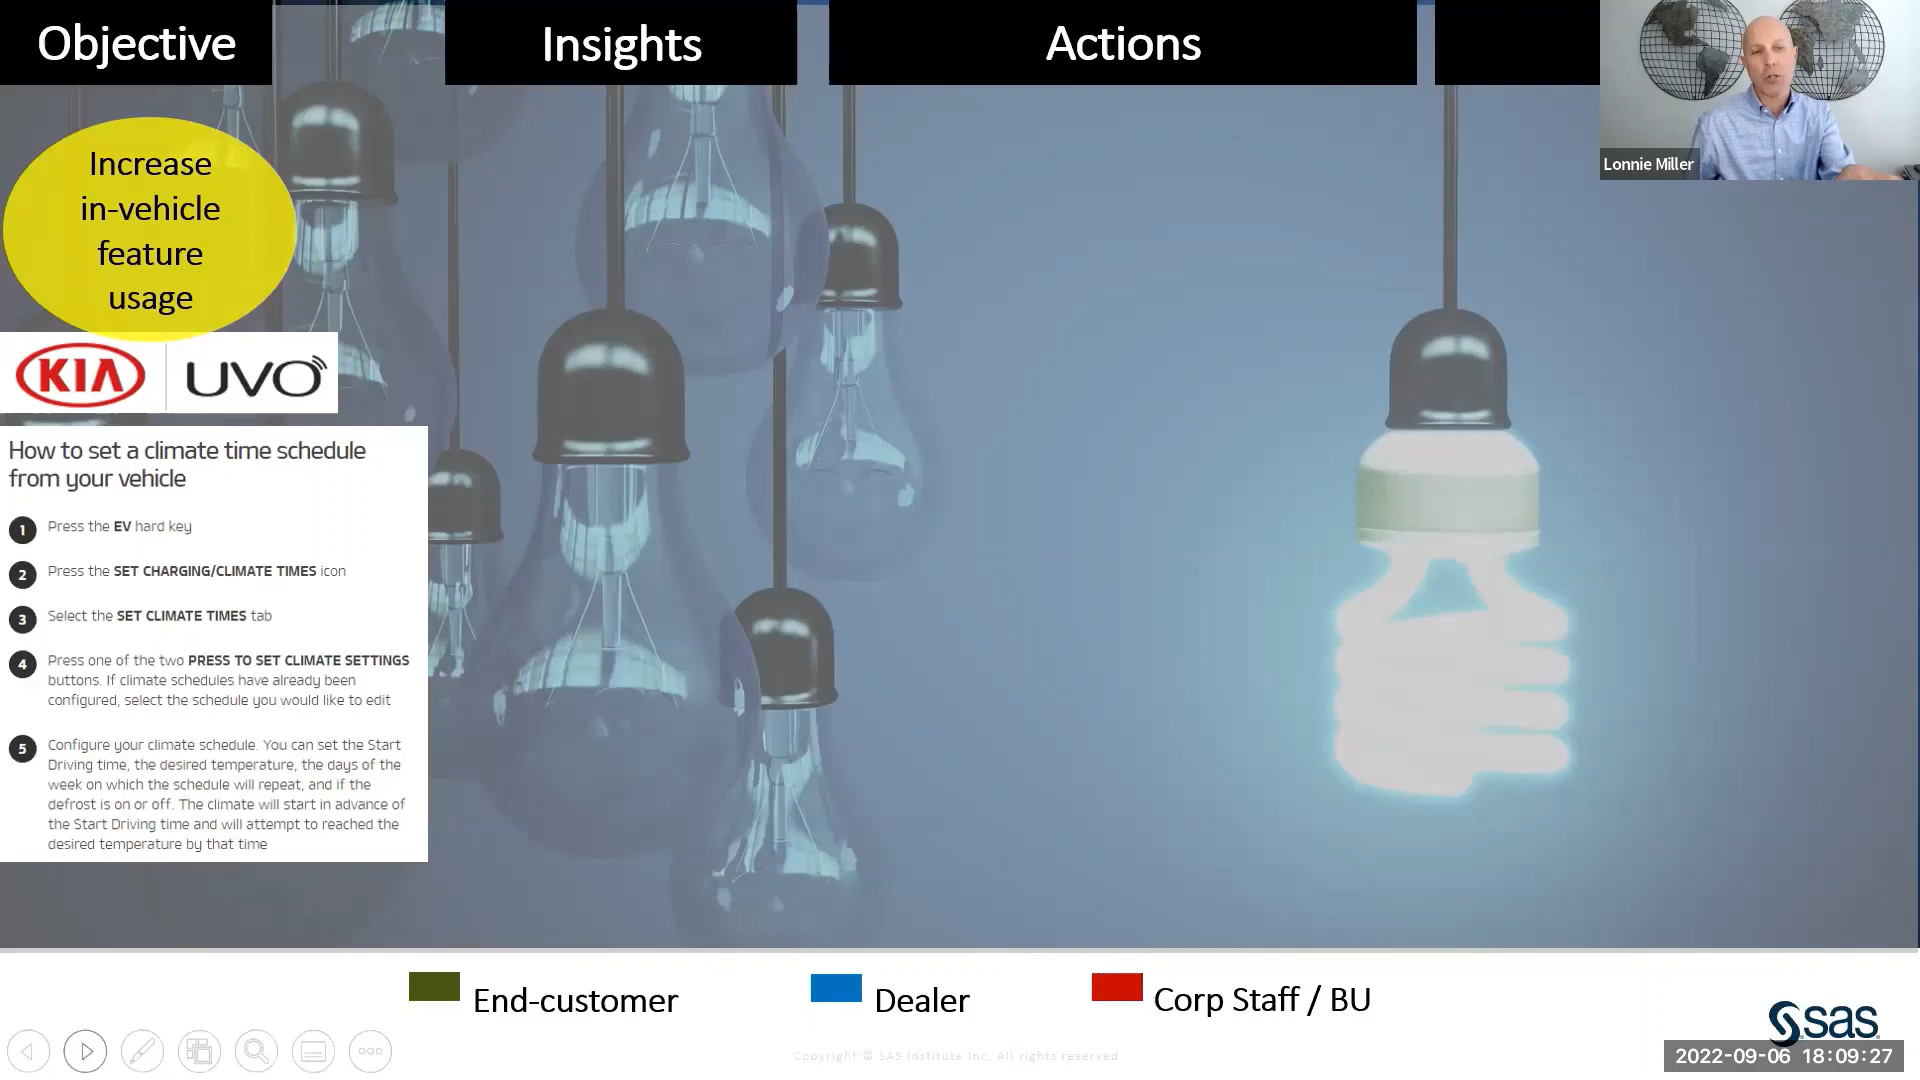 Objective
Insights
Actions
Lonnie Miller
Increase
in-vehicle
feature
usage
KIA
UVO
How to set a climate time schedule
from your vehicle
1 Press the EV hard key
2 Press the SET CHARGING/CLIMATE TIMES icon
3 Select the SET CLIMATE TIMES tab
4 Press one of the two PRESS TO SET CLIMATE SETTINGS
buttons. If climate schedules have already been
configured, select the schedule you would like to edit
5 Configure your climate schedule. You can set the Start
Driving time, the desired temperature, the days of the
week on which the schedule will repeat, and if the
defrost is on or off. The climate will start in advance of
the Start Driving time and will attempt to reached the
desired temperature by that time
End-customer
Dealer
Corp Staff / BU
sas
Copyright © SAS Institute Inc. All rights reserved
2022-09-06 18:09:27